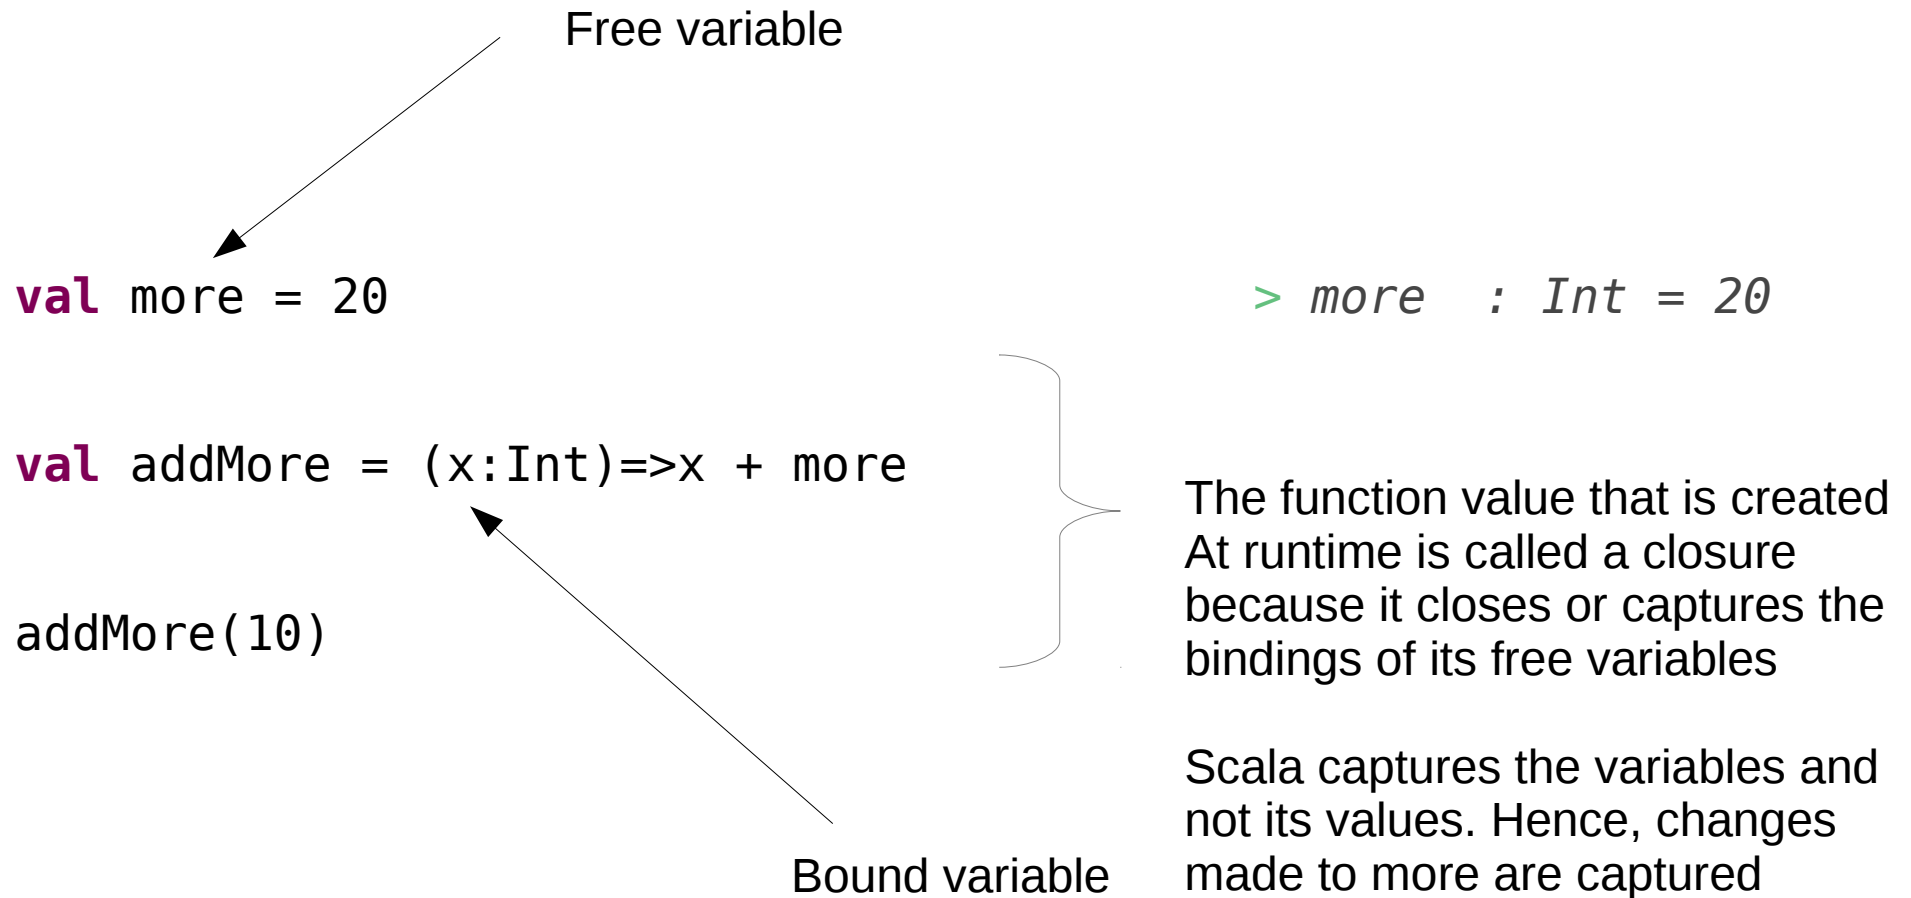 Free variable
val more = 20
> more  : Int = 20
val addMore = (x:Int)=>x + more
addMore(10)
The function value that is created
At runtime is called a closure
because it closes or captures the
bindings of its free variables
Scala captures the variables and
not its values. Hence, changes
made to more are captured
Bound variable